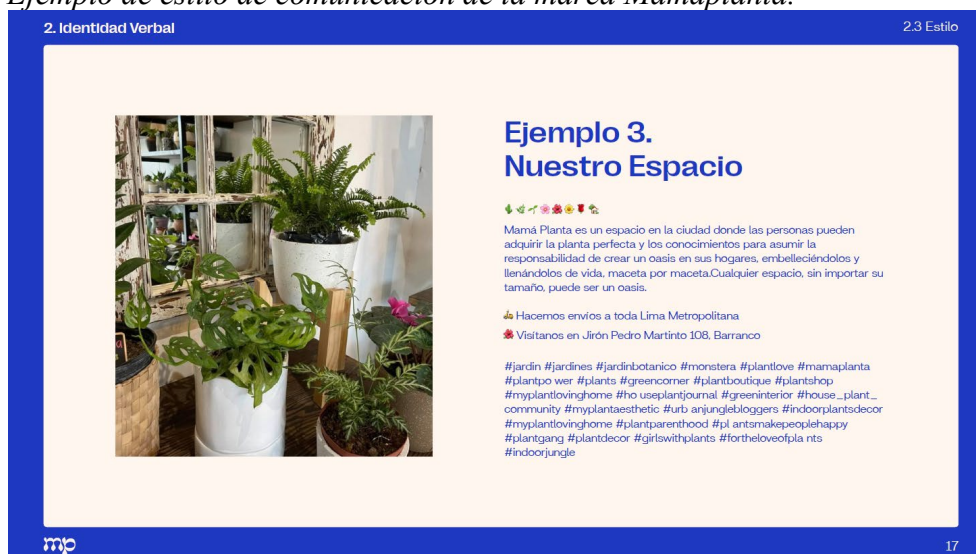 Ejemplo de estilo de comunicación de la marca Mamaplanta.
2. Identidad Verbal
2.3 Estilo
Ejemplo 3.
Nuestro Espacio
🌵🌿🌱🌸🌺🌼🌹🏡
Mamá Planta es un espacio en la ciudad donde las personas pueden
adquirir la planta perfecta y los conocimientos para asumir la
responsabilidad de crear un oasis en sus hogares, embelleciéndolos y
llenándolos de vida, maceta por maceta.Cualquier espacio, sin importar su
tamaño, puede ser un oasis.
🛵 Hacemos envíos a toda Lima Metropolitana
🌺 Visítanos en Jirón Pedro Martinto 108, Barranco
#jardin #jardines #jardinbotanico #monstera #plantlove #mamaplanta
#plantpo wer #plants #greencorner #plantboutique #plantshop
#myplantlovinghome #ho useplantjournal #greeninterior #house_plant_
community #myplantaesthetic #urb anjunglebloggers #indoorplantsdecor
#myplantlovinghome #plantparenthood #pl antsmakepeoplehappy
#plantgang #plantdecor #girlswithplants #fortheloveofpla nts
#indoorjungle
mp
17